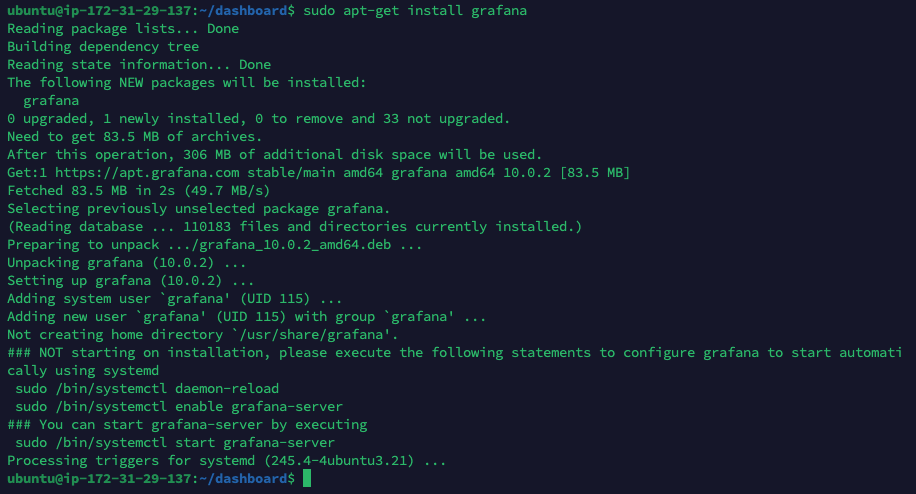 ubuntu@ip-172-31-29-137:~/dashboard$ sudo apt-get install grafana
Reading package lists... Done
Building dependency tree
Reading state information... Done
The following NEW packages will be installed:
  grafana
0 upgraded, 1 newly installed, 0 to remove and 33 not upgraded.
Need to get 83.5 MB of archives.
After this operation, 306 MB of additional disk space will be used.
Get:1 https://apt.grafana.com stable/main amd64 grafana amd64 10.0.2 [83.5 MB]
Fetched 83.5 MB in 2s (49.7 MB/s)
Selecting previously unselected package grafana.
(Reading database ... 110183 files and directories currently installed.)
Preparing to unpack .../grafana_10.0.2_amd64.deb ...
Unpacking grafana (10.0.2) ...
Setting up grafana (10.0.2) ...
Adding system user `grafana' (UID 115) ...
Adding new user `grafana' (UID 115) with group `grafana' ...
Not creating home directory `/usr/share/grafana'.
### NOT starting on installation, please execute the following statements to configure grafana to start automati
cally using systemd
 sudo /bin/systemctl daemon-reload
 sudo /bin/systemctl enable grafana-server
### You can start grafana-server by executing
 sudo /bin/systemctl start grafana-server
Processing triggers for systemd (245.4-4ubuntu3.21) ...
ubuntu@ip-172-31-29-137:~/dashboard$